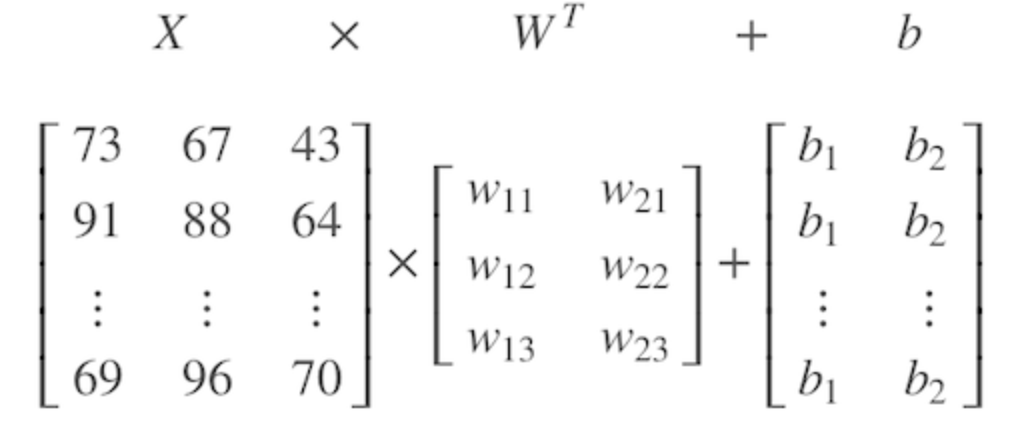 X × W^T + b
73 67 43 b₁ b₂
w₁₁ w₂₁
91 88 64 b₁ b₂
× w₁₂ w₂₂ +
⋮ ⋮ ⋮ ⋮ ⋮
w₁₃ w₂₃
69 96 70 b₁ b₂